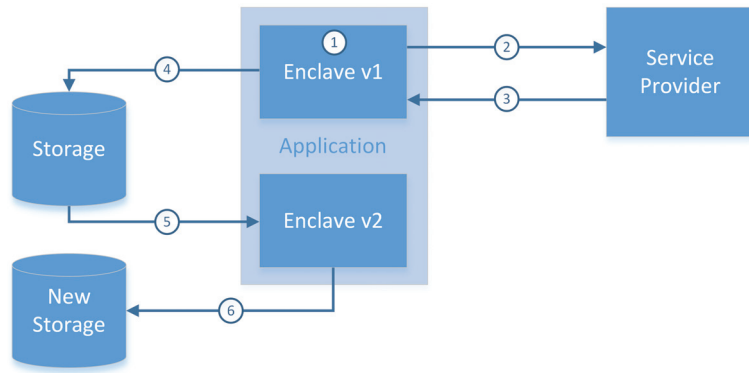 1
Enclave v1
2
3
4
Service
Provider
Storage
Application
5
Enclave v2
New
Storage
6